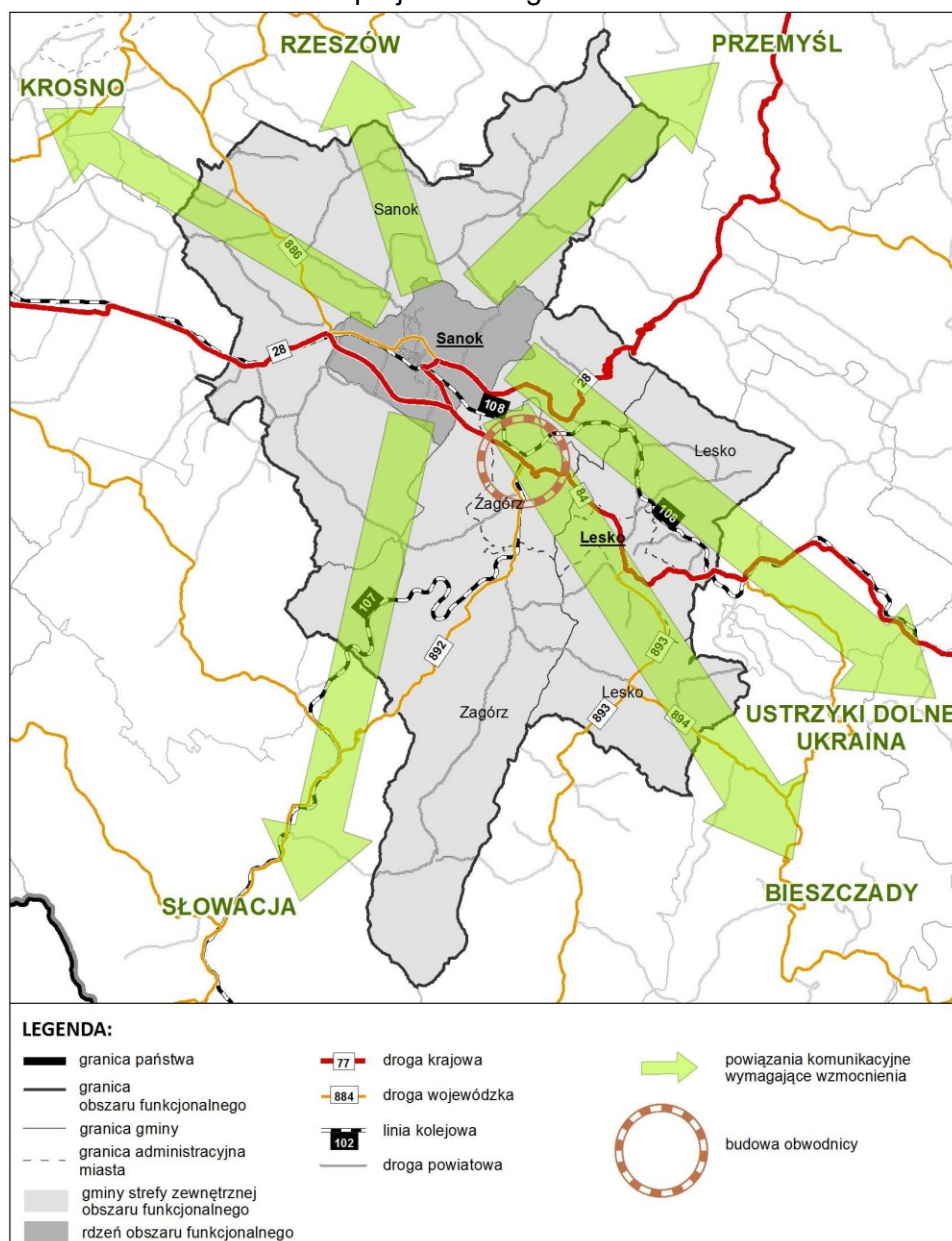 RZESZÓW
PRZEMYŚL
KROSNO
Sanok
886
Sanok
28
28
108
Lesko
84
Zagórz
108
Lesko
107
892
893
Lesko
Zagórz
893
894
USTRZYKI DOLNE
UKRAINA
SŁOWACJA
BIESZCZADY
LEGENDA:
granica państwa
granica
obszaru funkcjonalnego
granica gminy
granica administracyjna
miasta
gminy strefy zewnętrznej
obszaru funkcjonalnego
rdzeń obszaru funkcjonalnego
77 droga krajowa
884 droga wojewódzka
linia kolejowa
102
droga powiatowa
powiązania komunikacyjne
wymagające wzmocnienia
budowa obwodnicy